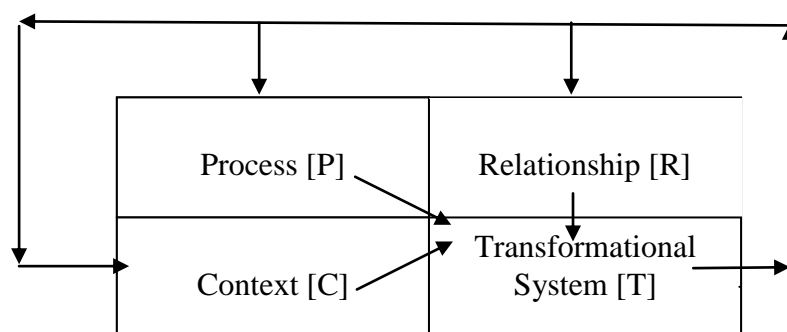 Process [P]
Relationship [R]
Context [C]
Transformational
System [T]